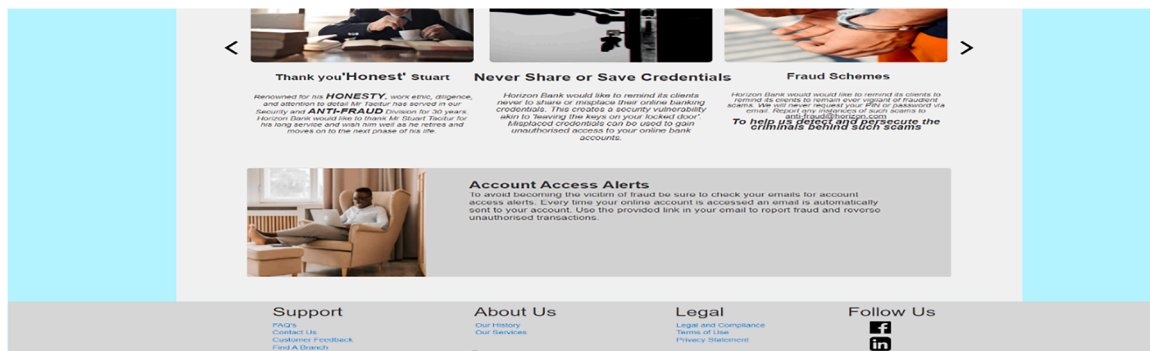 Thank you'Honest' Stuart
Renowned for his HONESTY, work ethic, diligence,
and attention to detail Mr Tacitur has served in our
Security and ANTI-FRAUD Division for 30 years.
Horizon Bank would like to thank Mr Stuart Tacitur for
his long service and wish him well as he retires and
moves on to the next phase of his life.
Never Share or Save Credentials
Horizon Bank would like to remind its clients
never to share or misplace their online banking
credentials. This creates a security vulnerability
akin to 'leaving the keys on your locked door'.
Misplaced credentials can be used to gain
unauthorised access to your online bank
accounts.
Fraud Schemes
Horizon Bank would would like to remind its clients to
remind its clients to remain ever vigilant of fraudulent
scams. We will never request your PIN or password via
email. Report any instances of such scams to
anti-fraud@horizon.com
To help us detect and persecute the
criminals behind such scams
Account Access Alerts
To avoid becoming the victim of fraud be sure to check your emails for account
access alerts. Every time your online account is accessed an email is automatically
sent to your account. Use the provided link in your email to report fraud and reverse
unauthorised transactions.
Support
FAQ's
Contact Us
Customer Feedback
Find A Branch
About Us
Our History
Our Services
Legal
Legal and Compliance
Terms of Use
Privacy Statement
Follow Us